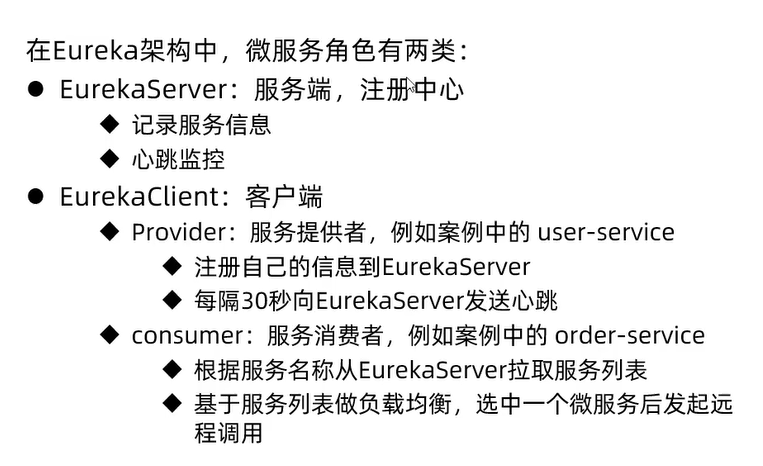 在Eureka架构中，微服务角色有两类：
● EurekaServer：服务端，注册中心
◆ 记录服务信息
◆ 心跳监控
● EurekaClient：客户端
◆ Provider：服务提供者，例如案例中的 user-service
◆ 注册自己的信息到EurekaServer
◆ 每隔30秒向EurekaServer发送心跳
◆ consumer：服务消费者，例如案例中的 order-service
◆ 根据服务名称从EurekaServer拉取服务列表
◆ 基于服务列表做负载均衡，选中一个微服务后发起远
程调用